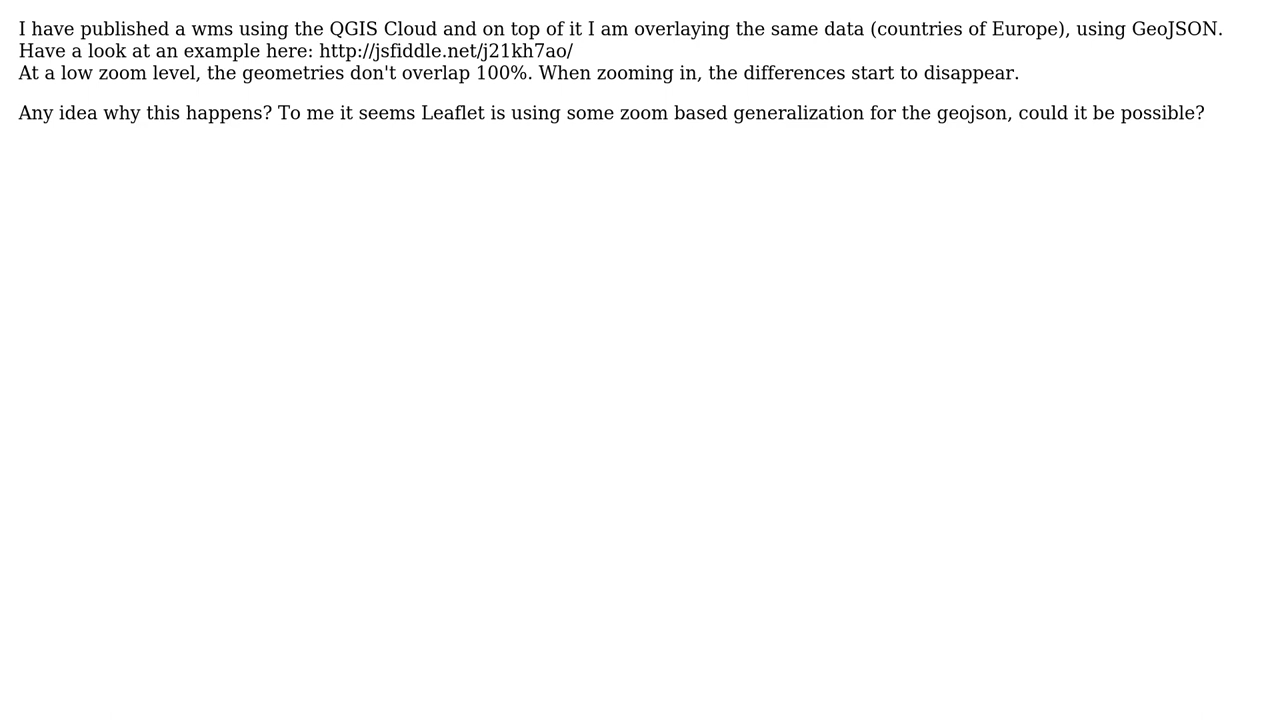 I have published a wms using the QGIS Cloud and on top of it I am overlaying the same data (countries of Europe), using GeoJSON.
Have a look at an example here: http://jsfiddle.net/j21kh7ao/
At a low zoom level, the geometries don't overlap 100%. When zooming in, the differences start to disappear.
Any idea why this happens? To me it seems Leaflet is using some zoom based generalization for the geojson, could it be possible?